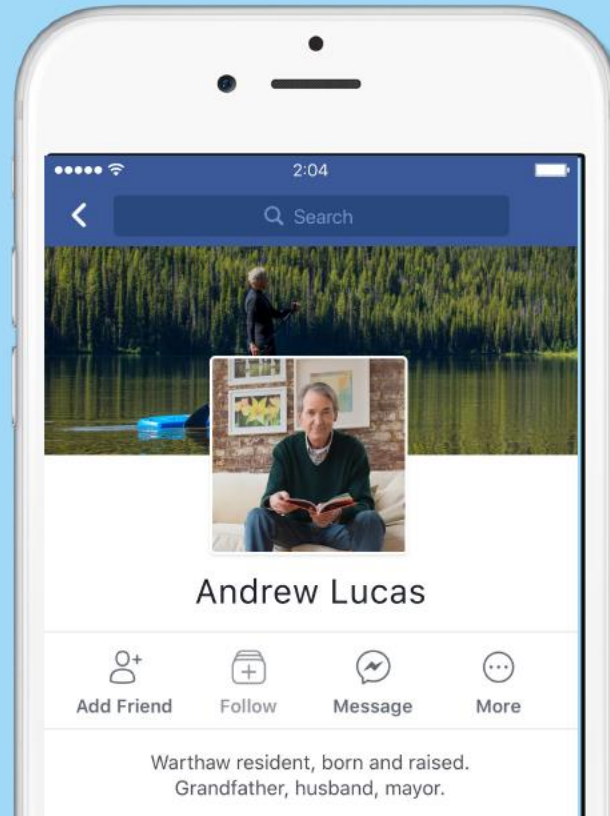 2:04
Search
Andrew Lucas
Add Friend Follow Message More
Warthaw resident, born and raised.
Grandfather, husband, mayor.